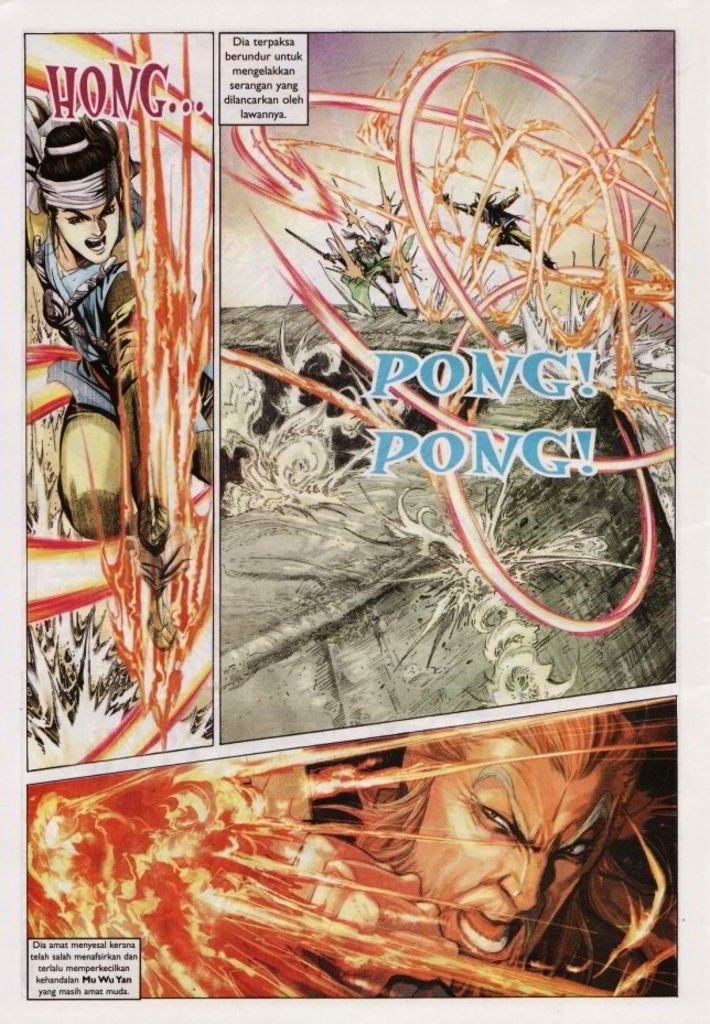 HONG...
Dia terpaksa
berundur untuk
mengelakkan
serangan yang
dilancarkan oleh
lawannya.
PONG!
PONG!
Dia amat menyesal kerana
telah salah menafsirkan dan
terlalu memperkecilkan
kehandalan Mu Wu Yan
yang masih amat muda.